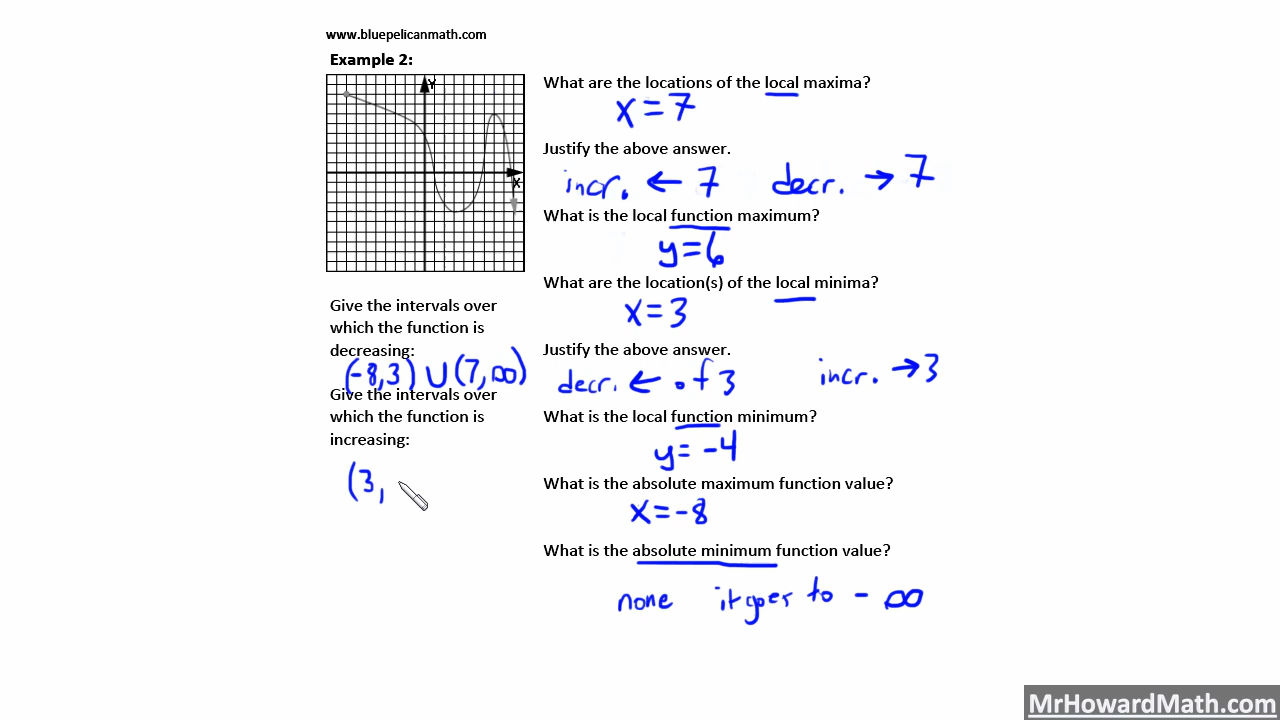 www.bluepelicanmath.com
Example 2:
Y
X
Give the intervals over
which the function is
decreasing:
(-8,3) ∪ (7,∞)
Give the intervals over
which the function is
increasing:
(3,
What are the locations of the local maxima?
x=7
Justify the above answer.
incr. ← 7 decr. → 7
What is the local function maximum?
y=6
What are the location(s) of the local minima?
x=3
Justify the above answer.
decr. ← of 3 incr. → 3
What is the local function minimum?
y=-4
What is the absolute maximum function value?
x=-8
What is the absolute minimum function value?
none it goes to -∞
MrHowardMath.com